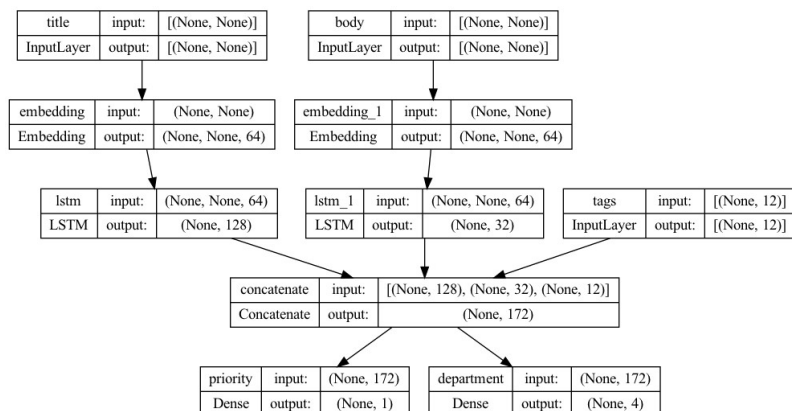 title input: [(None, None)] body input: [(None, None)]
InputLayer output: [(None, None)] InputLayer output: [(None, None)]
embedding input: (None, None) embedding_1 input: (None, None)
Embedding output: (None, None, 64) Embedding output: (None, None, 64)
lstm input: (None, None, 64) lstm_1 input: (None, None, 64) tags input: [(None, 12)]
LSTM output: (None, 128) LSTM output: (None, 32) InputLayer output: [(None, 12)]
concatenate input: [(None, 128), (None, 32), (None, 12)]
Concatenate output: (None, 172)
priority input: (None, 172) department input: (None, 172)
Dense output: (None, 1) Dense output: (None, 4)